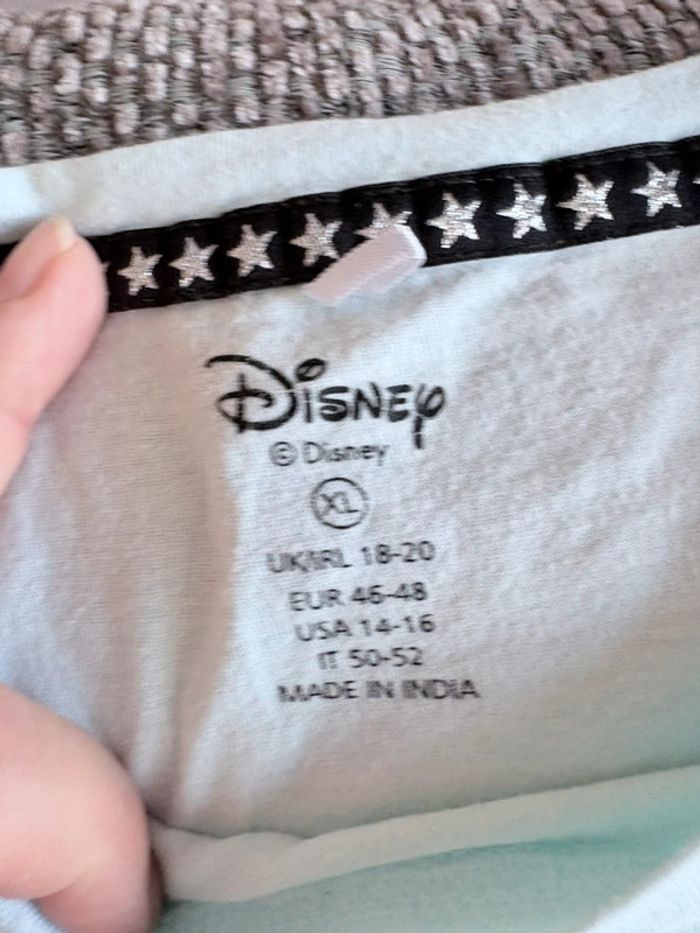 Disney
© Disney
XL
UK/IRL 18-20
EUR 46-48
USA 14-16
IT 50-52
MADE IN INDIA